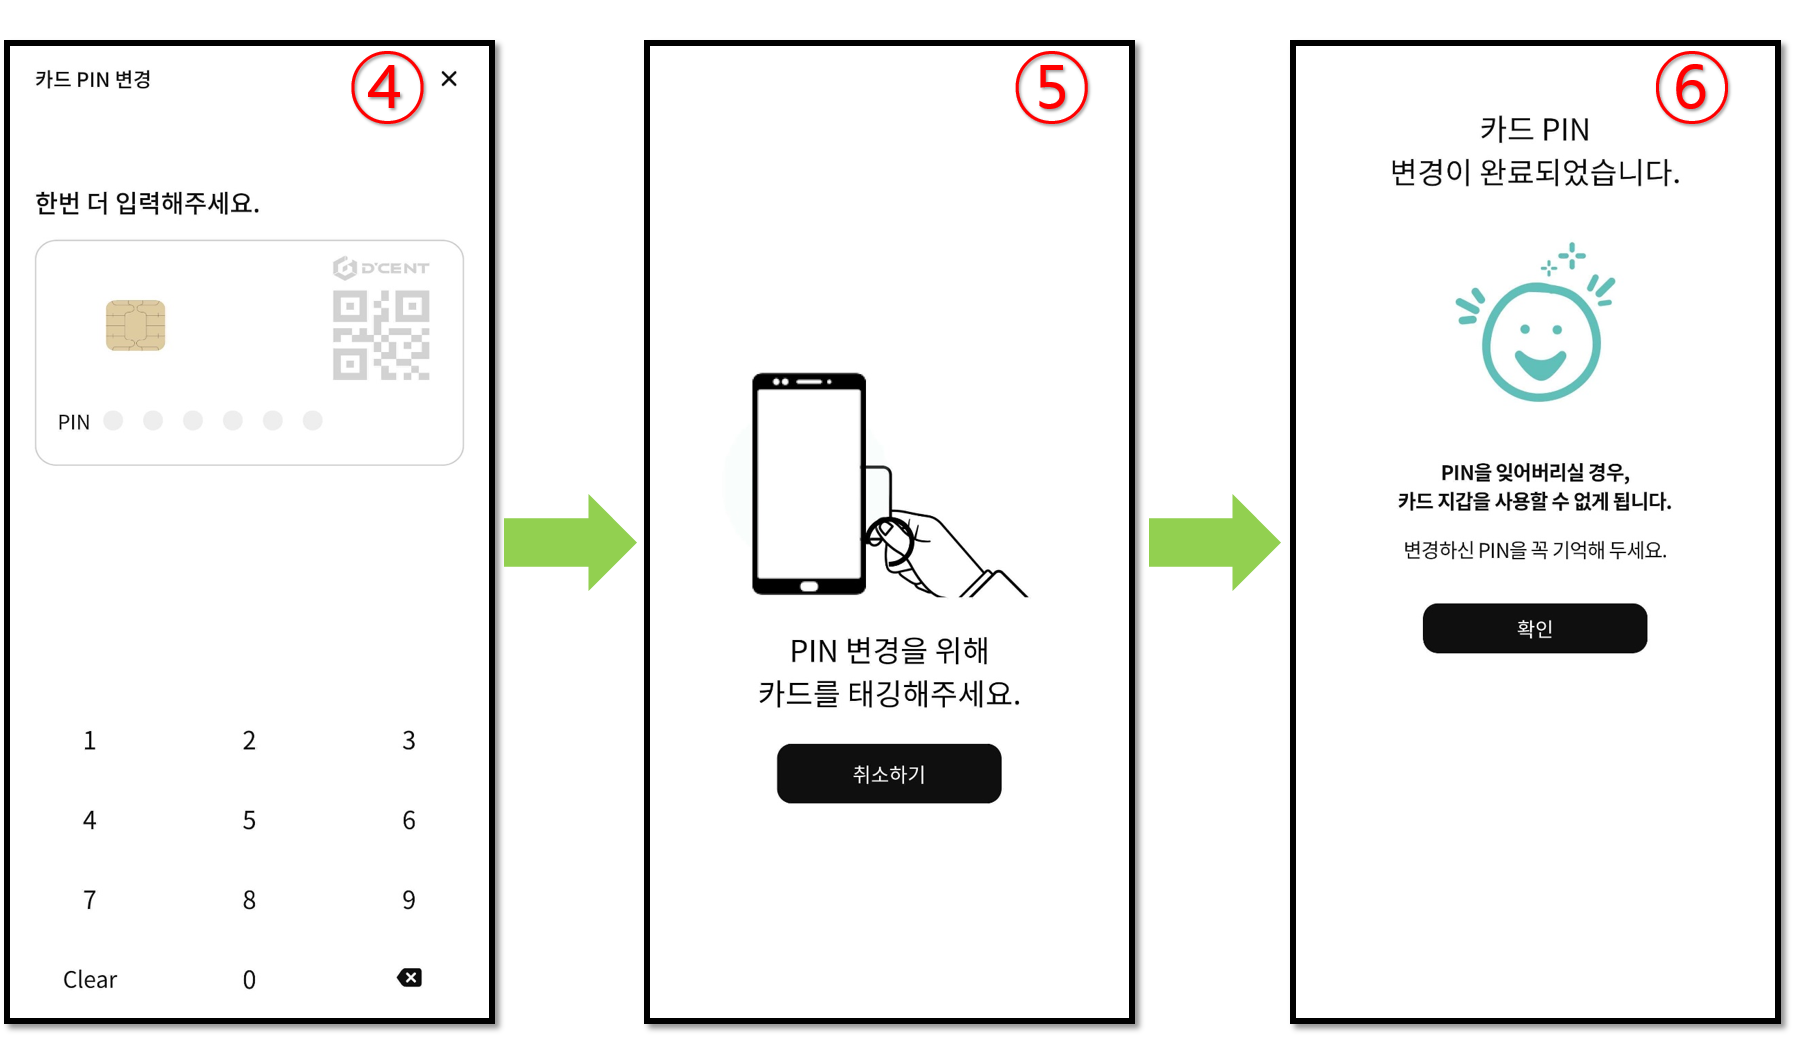 카드 PIN 변경
④
한번 더 입력해주세요.
D'CENT
PIN
1 2 3
4 5 6
7 8 9
Clear 0
⑤
PIN 변경을 위해
카드를 태깅해주세요.
취소하기
⑥
카드 PIN
변경이 완료되었습니다.
PIN을 잊어버리실 경우,
카드 지갑을 사용할 수 없게 됩니다.
변경하신 PIN을 꼭 기억해 두세요.
확인